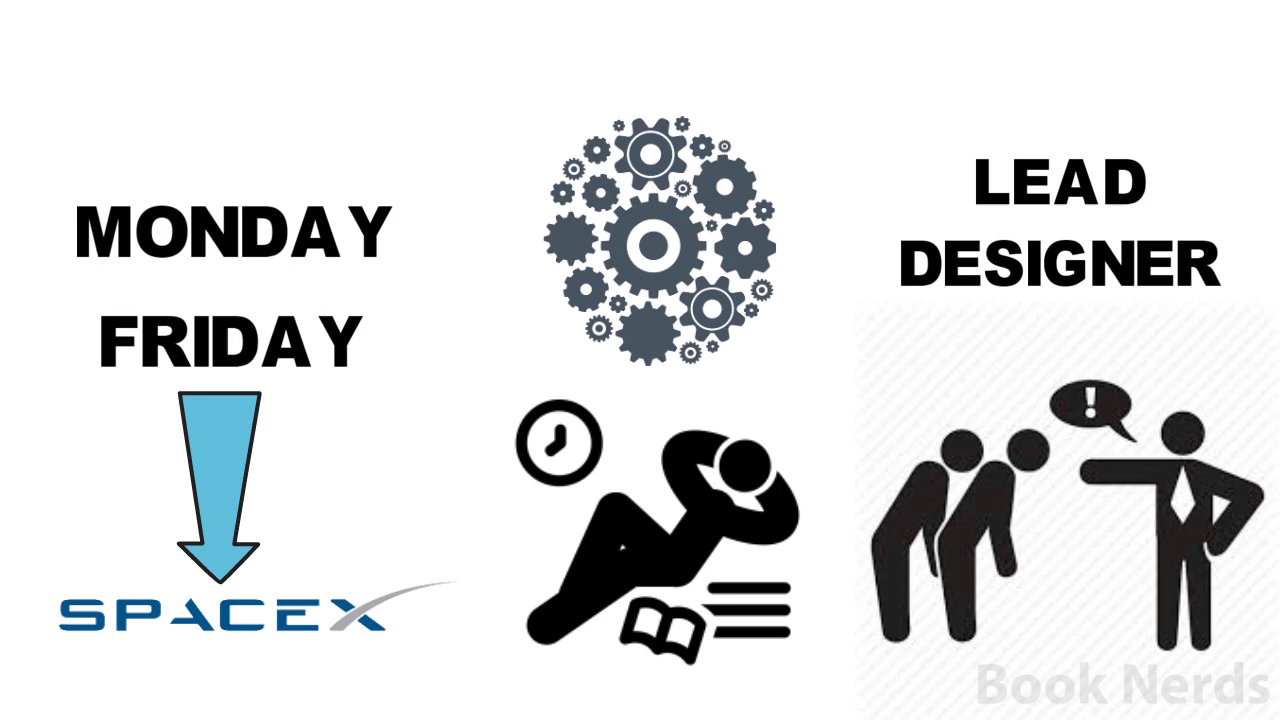 MONDAY
FRIDAY
SPACEX
LEAD
DESIGNER
!
Book Nerds